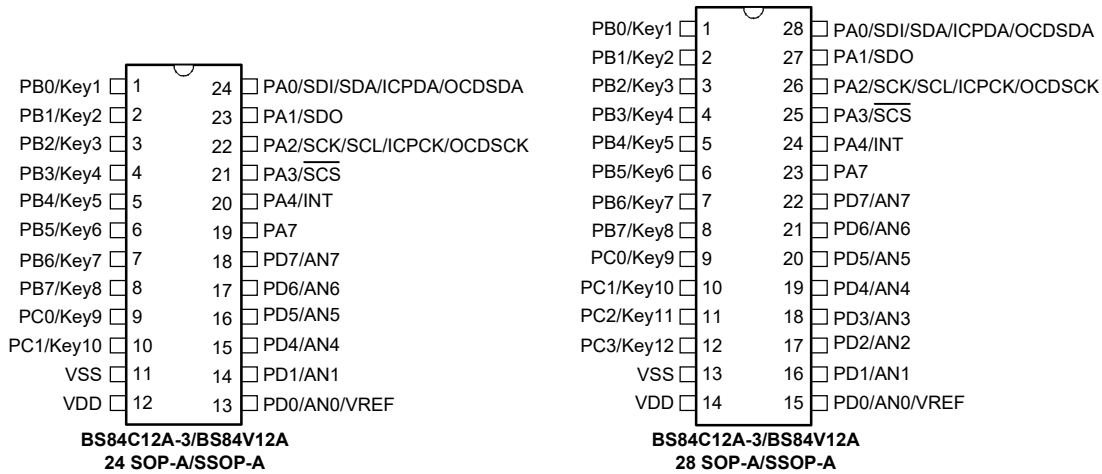 PB0/Key1 1 24 PA0/SDI/SDA/ICPDA/OCDSDA
PB1/Key2 2 23 PA1/SDO
PB2/Key3 3 22 PA2/SCK/SCL/ICPCK/OCDSCK
PB3/Key4 4 21 PA3/S̅C̅S̅
PB4/Key5 5 20 PA4/INT
PB5/Key6 6 19 PA7
PB6/Key7 7 18 PD7/AN7
PB7/Key8 8 17 PD6/AN6
PC0/Key9 9 16 PD5/AN5
PC1/Key10 10 15 PD4/AN4
VSS 11 14 PD1/AN1
VDD 12 13 PD0/AN0/VREF
BS84C12A-3/BS84V12A
24 SOP-A/SSOP-A
PB0/Key1 1 28 PA0/SDI/SDA/ICPDA/OCDSDA
PB1/Key2 2 27 PA1/SDO
PB2/Key3 3 26 PA2/SCK/SCL/ICPCK/OCDSCK
PB3/Key4 4 25 PA3/S̅C̅S̅
PB4/Key5 5 24 PA4/INT
PB5/Key6 6 23 PA7
PB6/Key7 7 22 PD7/AN7
PB7/Key8 8 21 PD6/AN6
PC0/Key9 9 20 PD5/AN5
PC1/Key10 10 19 PD4/AN4
PC2/Key11 11 18 PD3/AN3
PC3/Key12 12 17 PD2/AN2
VSS 13 16 PD1/AN1
VDD 14 15 PD0/AN0/VREF
BS84C12A-3/BS84V12A
28 SOP-A/SSOP-A